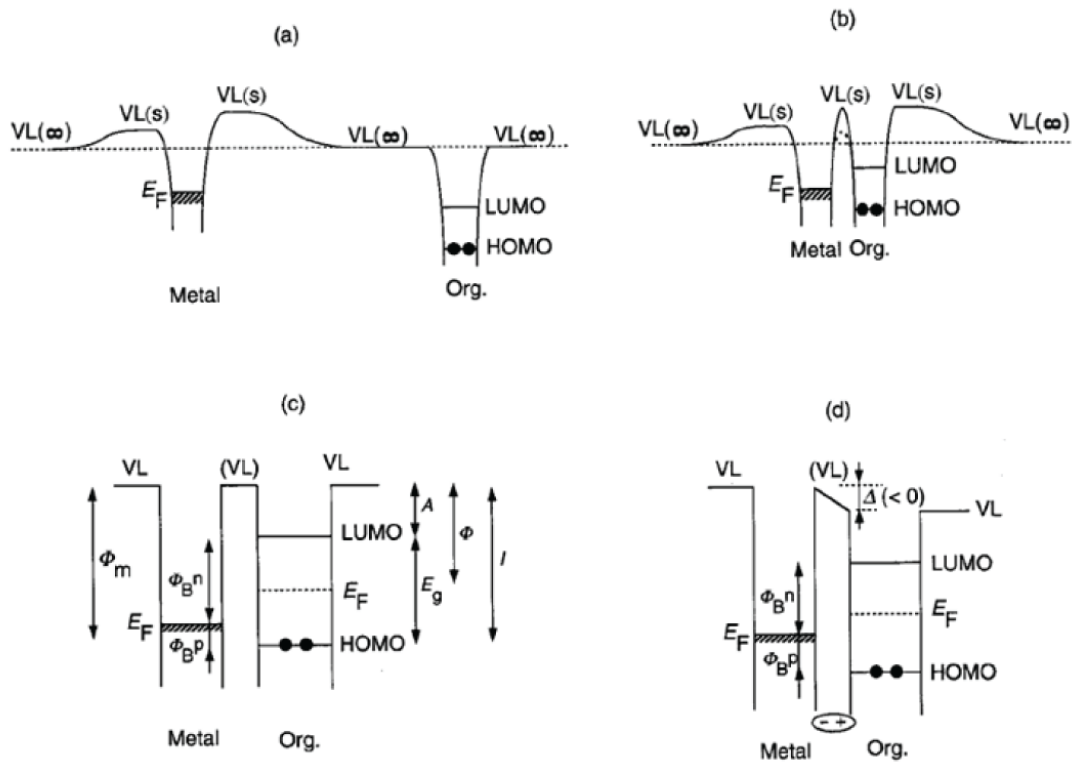 (a)
(b)
VL(s)
VL(s)
VL(∞)
VL(∞)
VL(∞)
E_F
LUMO
HOMO
Metal
Org.
VL(s)
VL(s)
VL(s)
VL(∞)
VL(∞)
E_F
LUMO
HOMO
Metal Org.
(c)
(d)
VL
(VL)
VL
A
LUMO
Φ
I
Φ_m
Φ_B^n
E_F
E_g
E_F
Φ_B^p
HOMO
Metal
Org.
VL
(VL)
Δ (< 0)
VL
LUMO
Φ_B^n
E_F
E_F
Φ_B^p
HOMO
- +
Metal
Org.